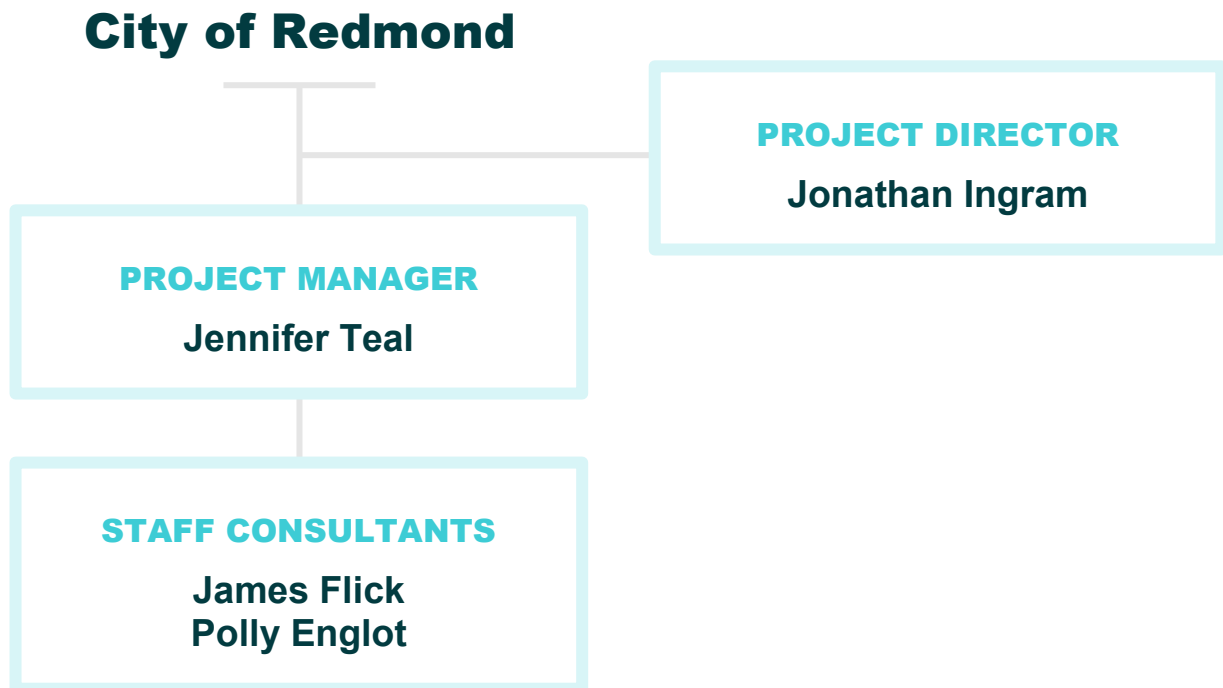 City of Redmond
PROJECT DIRECTOR
Jonathan Ingram
PROJECT MANAGER
Jennifer Teal
STAFF CONSULTANTS
James Flick
Polly Englot